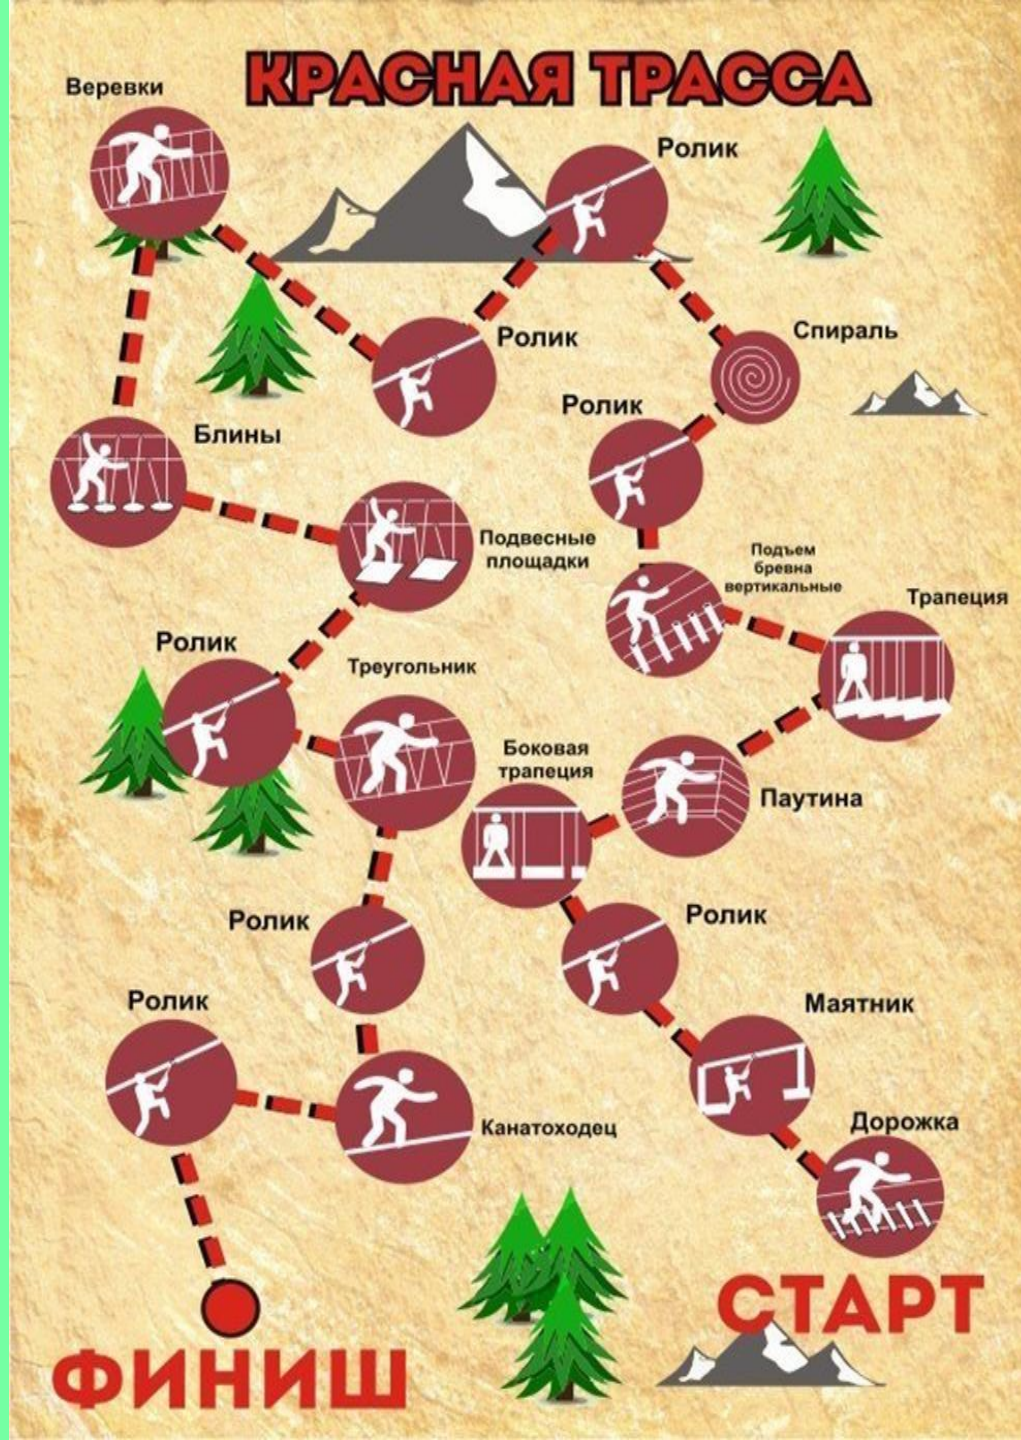 КРАСНАЯ ТРАССА
Веревки
Ролик
Ролик
Спираль
Ролик
Блины
Подвесные
площадки
Подъем
бревна
вертикальные
Трапеция
Ролик
Треугольник
Боковая
трапеция
Паутина
Ролик
Ролик
Ролик
Маятник
Канатоходец
Дорожка
СТАРТ
ФИНИШ